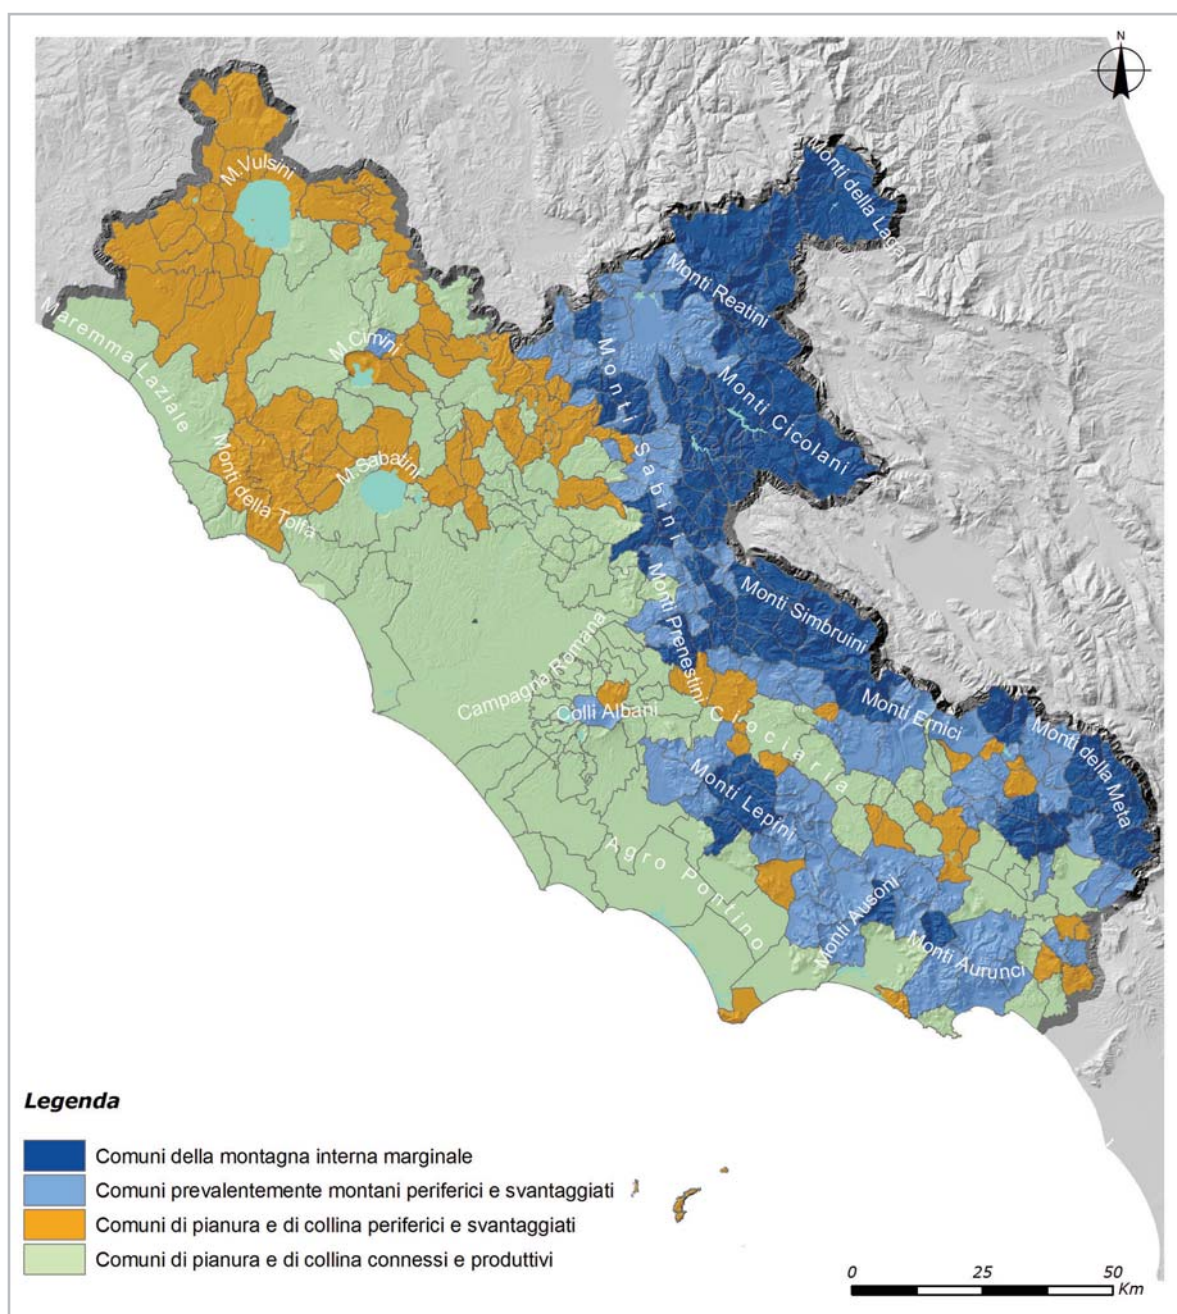 N
Monti della Laga
M.Vulsini
Monti Reatini
Maremma Laziale
M.Cimini
Monti Sabini
Monti Cicolani
Monti della Tolfa
M.Sabatini
Monti Prenestini
Monti Simbruini
Campagna Romana
Colli Albani
Cirociaria
Monti Ernici
Monti della Meta
Monti Lepini
Agro Pontino
Monti Ausoni
Monti Aurunci
Legenda
Comuni della montagna interna marginale
Comuni prevalentemente montani periferici e svantaggiati
Comuni di pianura e di collina periferici e svantaggiati
Comuni di pianura e di collina connessi e produttivi
0 25 50
Km